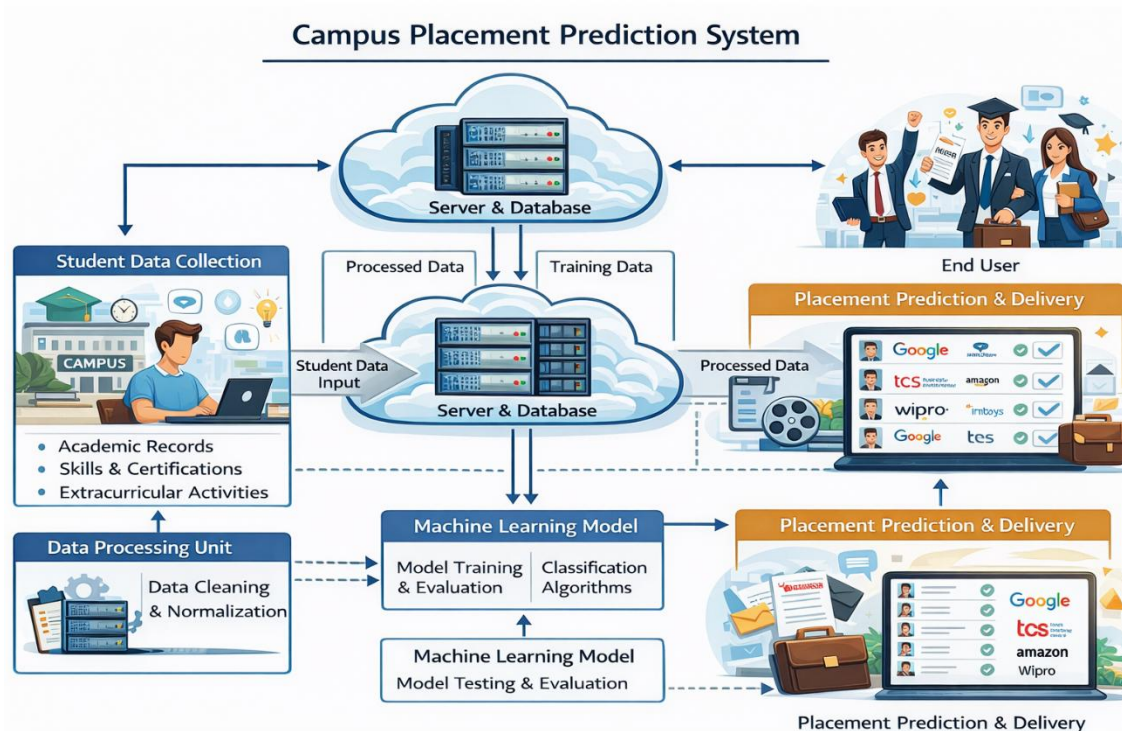 Campus Placement Prediction System
Server & Database
End User
Student Data Collection
CAMPUS
Academic Records
Skills & Certifications
Extracurricular Activities
Processed Data
Training Data
Student Data
Input
Server & Database
Processed Data
Placement Prediction & Delivery
Google
tcs
amazon
wipro
Google
tcs
Data Processing Unit
Data Cleaning
& Normalization
Machine Learning Model
Model Training
& Evaluation
Classification
Algorithms
Machine Learning Model
Model Testing & Evaluation
Placement Prediction & Delivery
Google
tcs
amazon
Wipro
Placement Prediction & Delivery